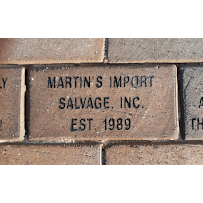 MARTIN'S IMPORT
SALVAGE, INC.
EST. 1989